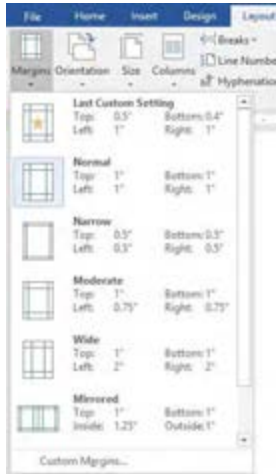 File Home Insert Design Layout
Margins Orientation Size Columns
Breaks
Line Number
Hyphenation
Last Custom Setting
Top: 0.5" Bottom: 0.4"
Left: 1" Right: 1"
Normal
Top: 1" Bottom: 1"
Left: 1" Right: 1"
Narrow
Top: 0.5" Bottom: 0.5"
Left: 0.5" Right: 0.5"
Moderate
Top: 1" Bottom: 1"
Left: 0.75" Right: 0.75"
Wide
Top: 1" Bottom: 1"
Left: 2" Right: 2"
Mirrored
Top: 1" Bottom: 1"
Inside: 1.25" Outside: 1"
Custom Margins...